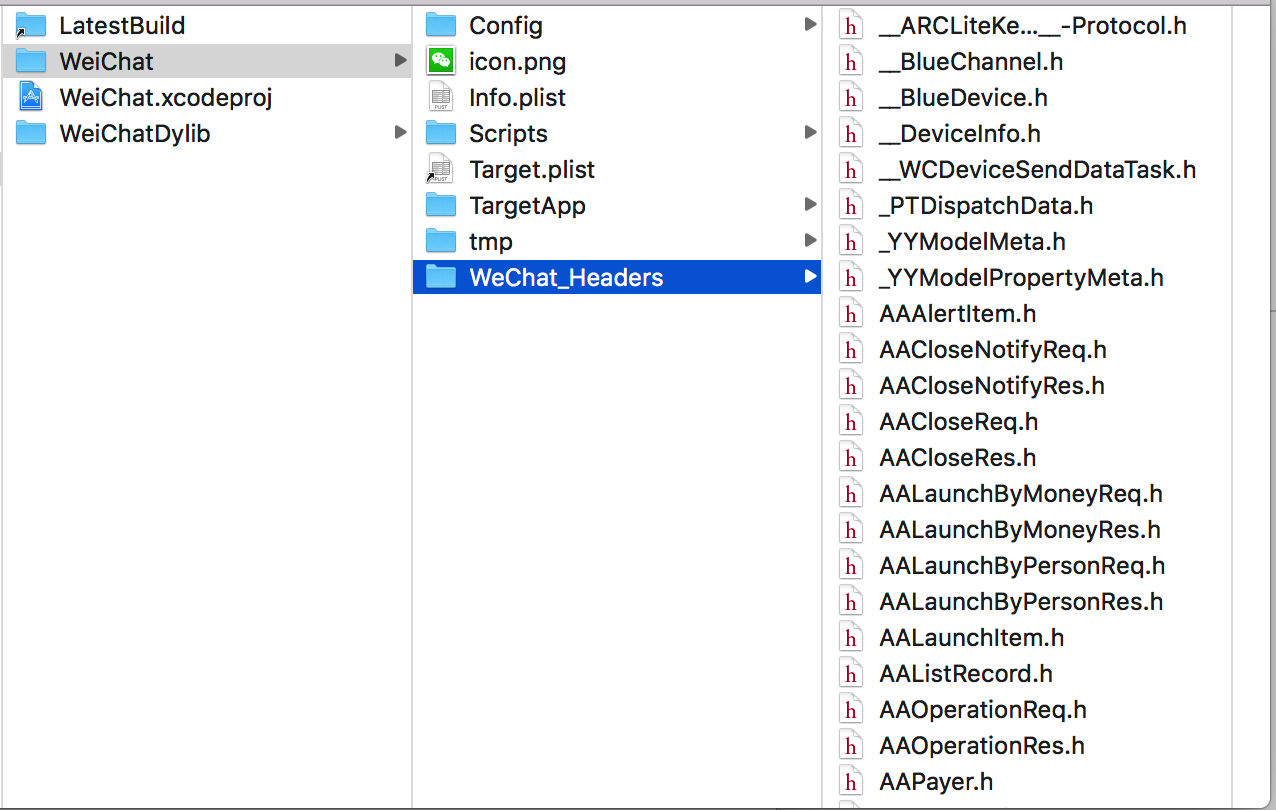 LatestBuild
WeiChat
WeiChat.xcodeproj
WeiChatDylib
Config
icon.png
Info.plist
Scripts
Target.plist
TargetApp
tmp
WeChat_Headers
__ARCLiteKe...__-Protocol.h
__BlueChannel.h
__BlueDevice.h
__DeviceInfo.h
__WCDeviceSendDataTask.h
_PTDispatchData.h
_YYModelMeta.h
_YYModelPropertyMeta.h
AAAlertItem.h
AACloseNotifyReq.h
AACloseNotifyRes.h
AACloseReq.h
AACloseRes.h
AALaunchByMoneyReq.h
AALaunchByMoneyRes.h
AALaunchByPersonReq.h
AALaunchByPersonRes.h
AALaunchItem.h
AAListRecord.h
AAOperationReq.h
AAOperationRes.h
AAPayer.h